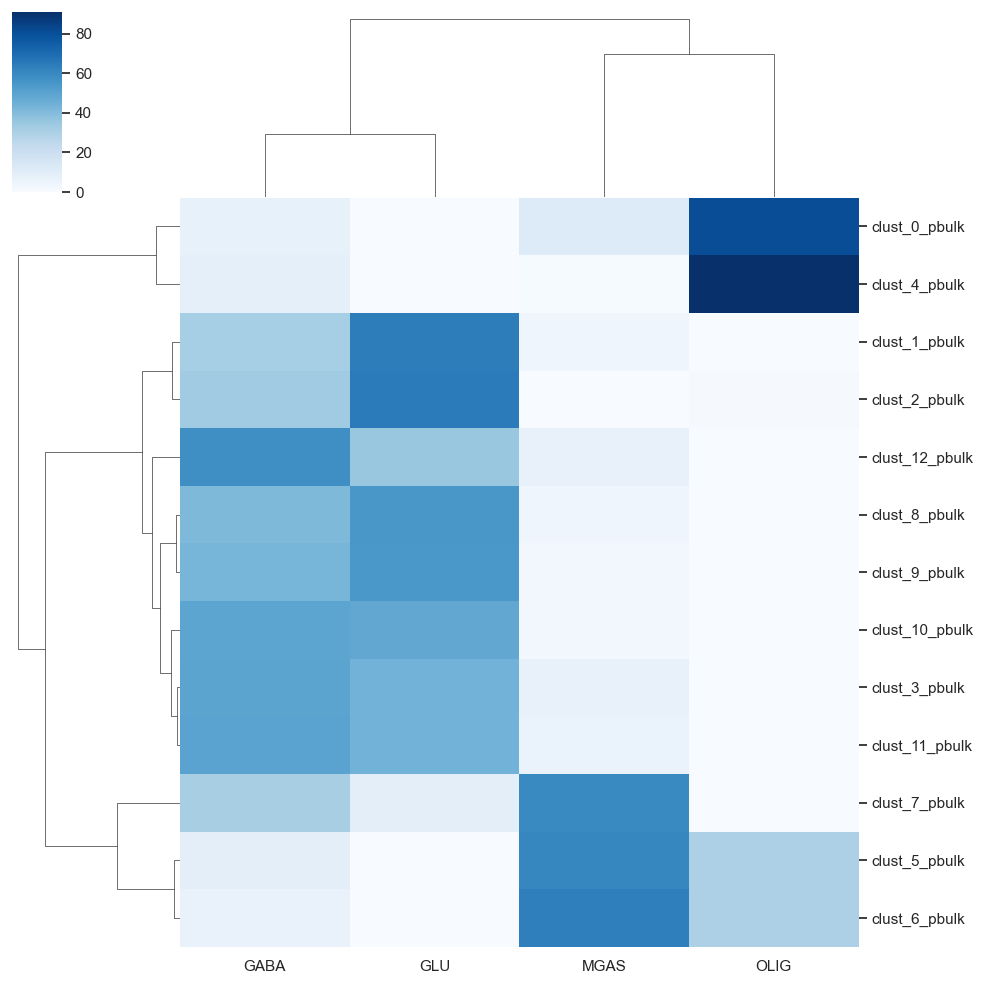 80
60
40
20
0
clust_0_pbulk
clust_4_pbulk
clust_1_pbulk
clust_2_pbulk
clust_12_pbulk
clust_8_pbulk
clust_9_pbulk
clust_10_pbulk
clust_3_pbulk
clust_11_pbulk
clust_7_pbulk
clust_5_pbulk
clust_6_pbulk
GABA GLU MGAS OLIG